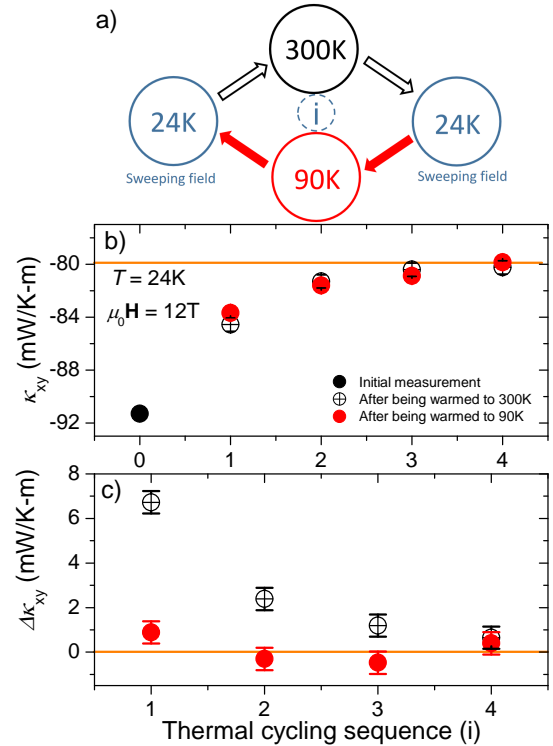 a)
300K
24K
i
24K
Sweeping field
90K
Sweeping field
b)
-80
-84
-88
-92
κxy (mW/K-m)
T = 24K
μ0H = 12T
Initial measurement
After being warmed to 300K
After being warmed to 90K
0 1 2 3 4
c)
8
6
4
2
0
Δκxy (mW/K-m)
1 2 3 4
Thermal cycling sequence (i)